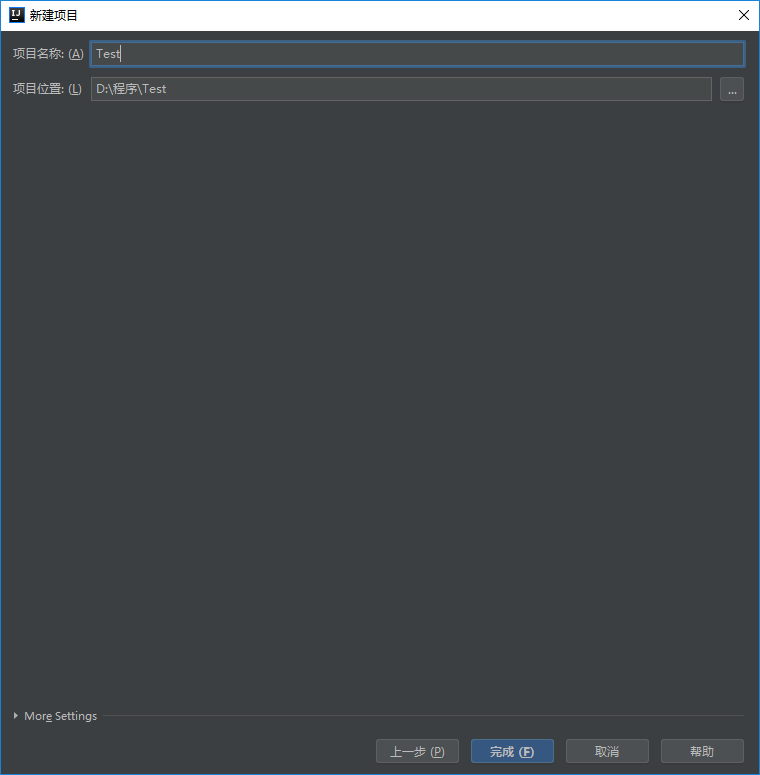 新建项目
项目名称: (A) Test
项目位置: (L) D:\程序\Test ...
More Settings
上一步 (P) 完成 (F) 取消 帮助